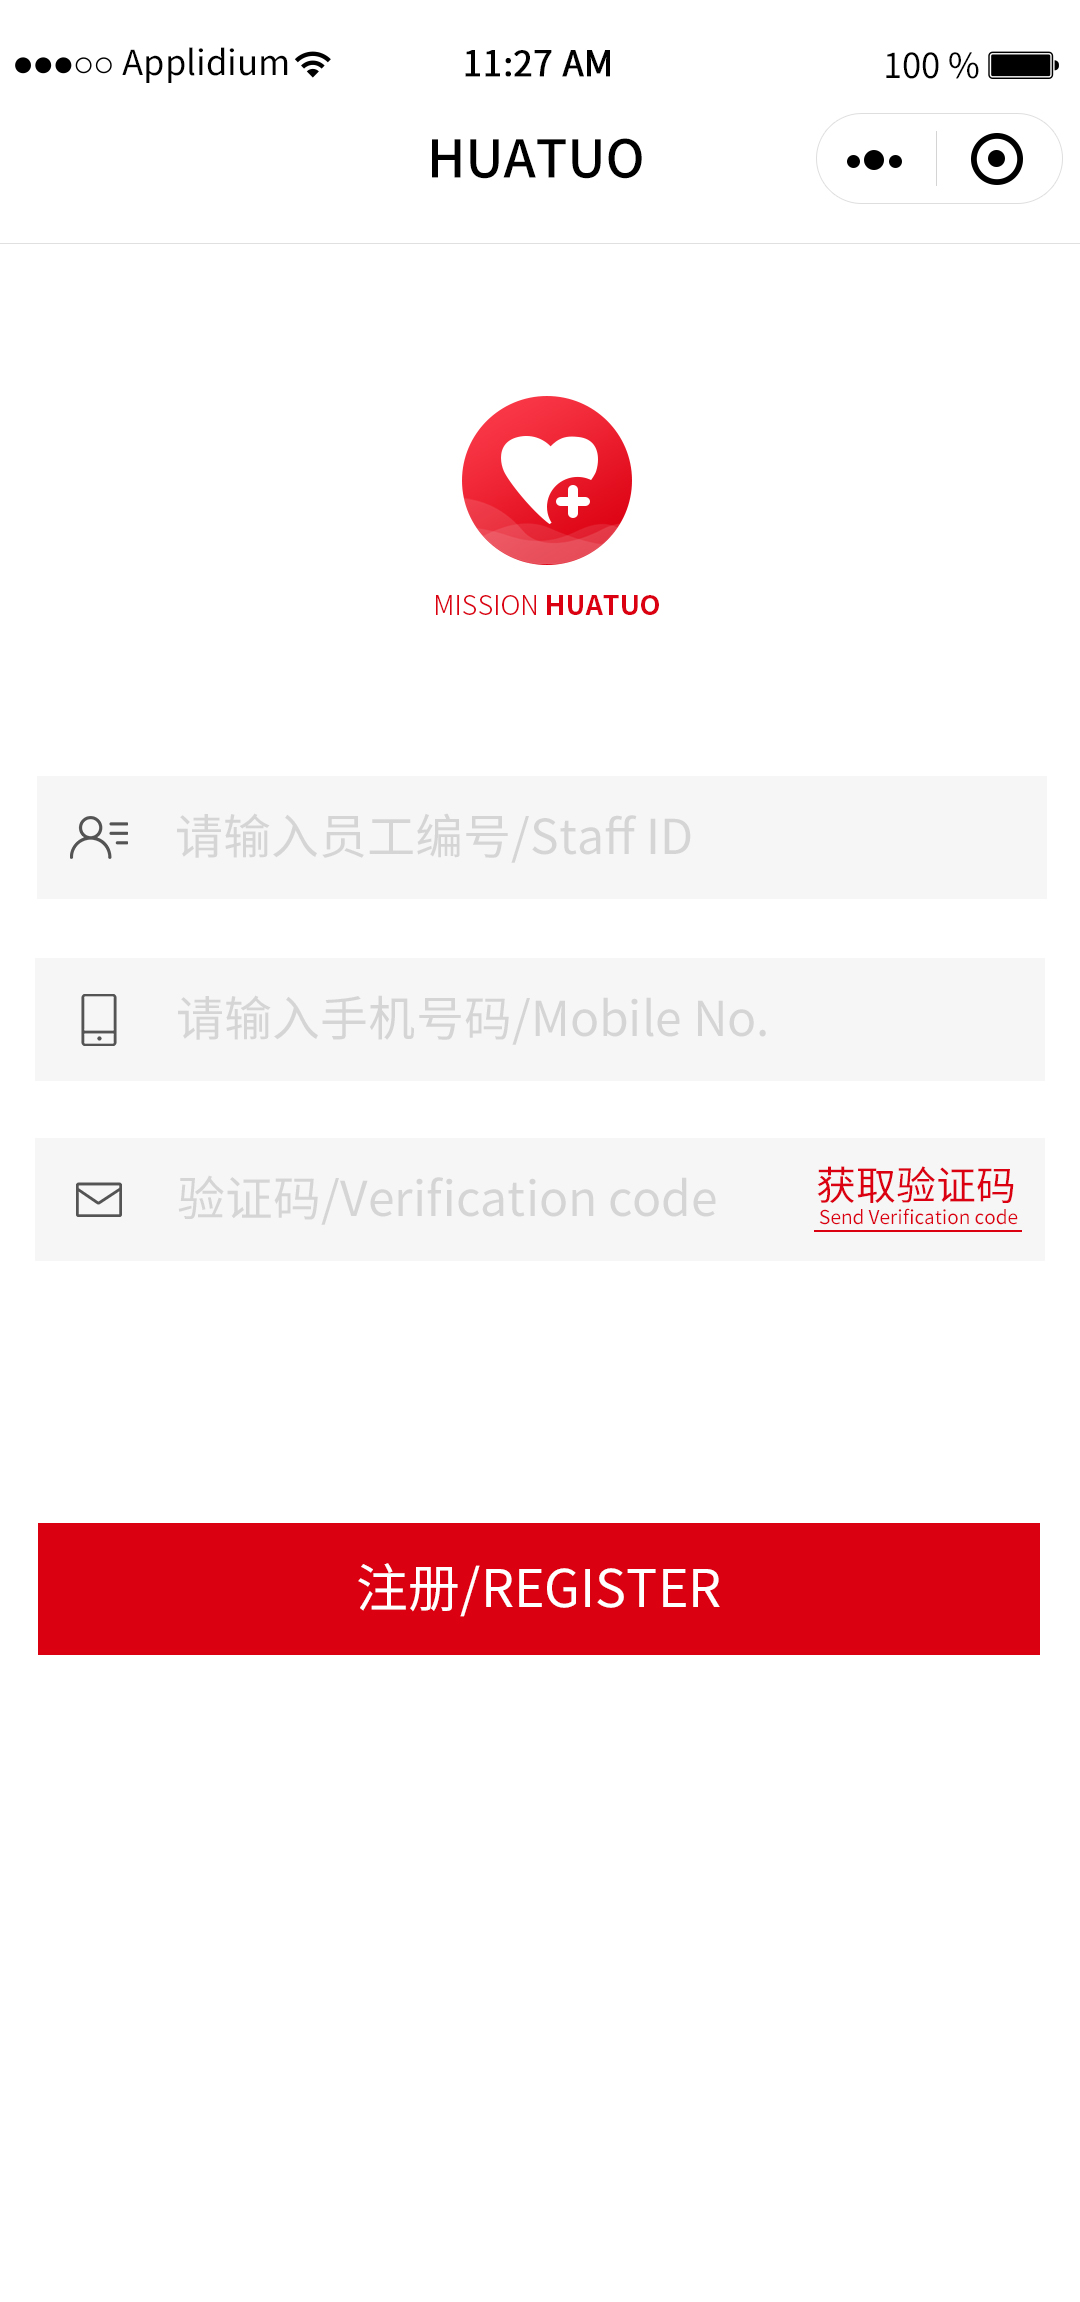 Applidium
11:27 AM
100 %
HUATUO
MISSION HUATUO
请输入员工编号/Staff ID
请输入手机号码/Mobile No.
验证码/Verification code
获取验证码
Send Verification code
注册/REGISTER